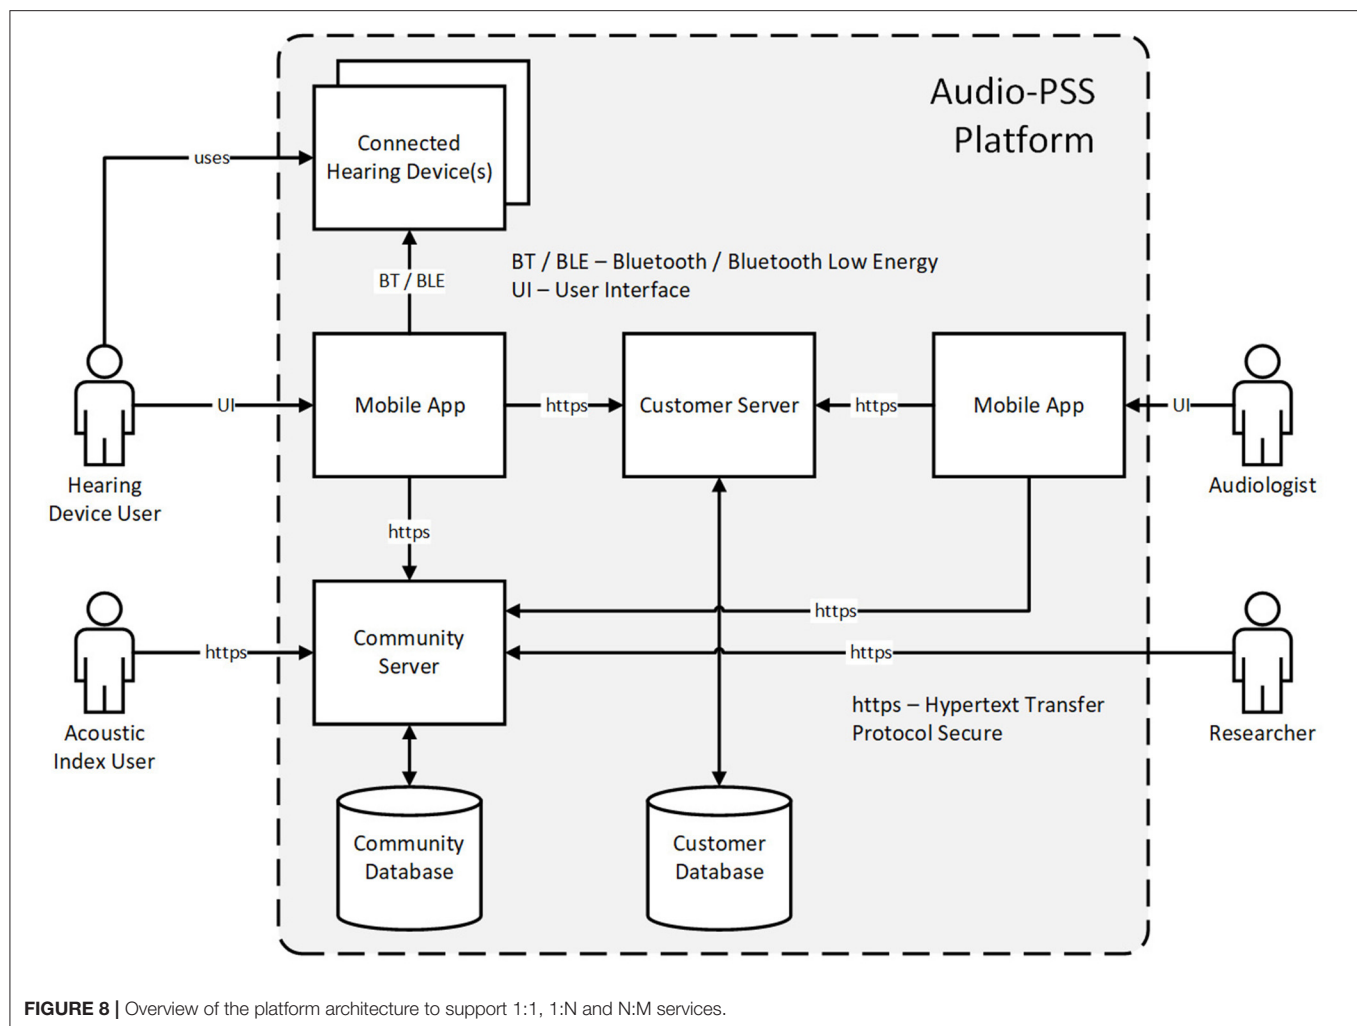 Audio-PSS
Platform
Connected
Hearing Device(s)
uses
BT / BLE – Bluetooth / Bluetooth Low Energy
UI – User Interface
BT / BLE
Mobile App
https
Customer Server
https
Mobile App
UI
UI
Hearing
Device User
Audiologist
https
https
Community
Server
https
https
https – Hypertext Transfer
Protocol Secure
Acoustic
Index User
Researcher
Community
Database
Customer
Database
FIGURE 8 | Overview of the platform architecture to support 1:1, 1:N and N:M services.